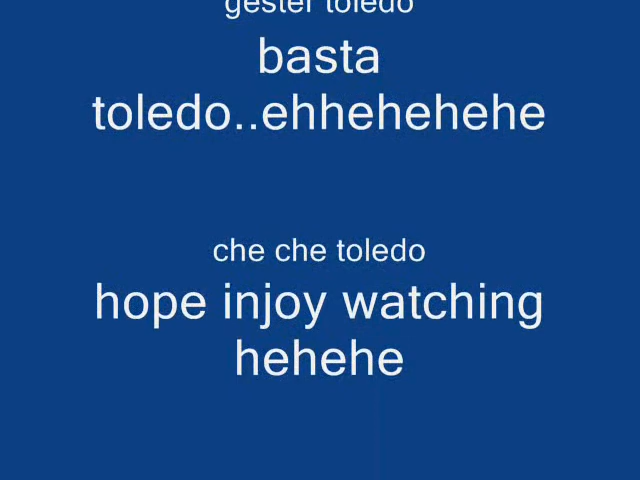 gester toledo
basta
toledo..ehhehehehe
che che toledo
hope injoy watching
hehehe